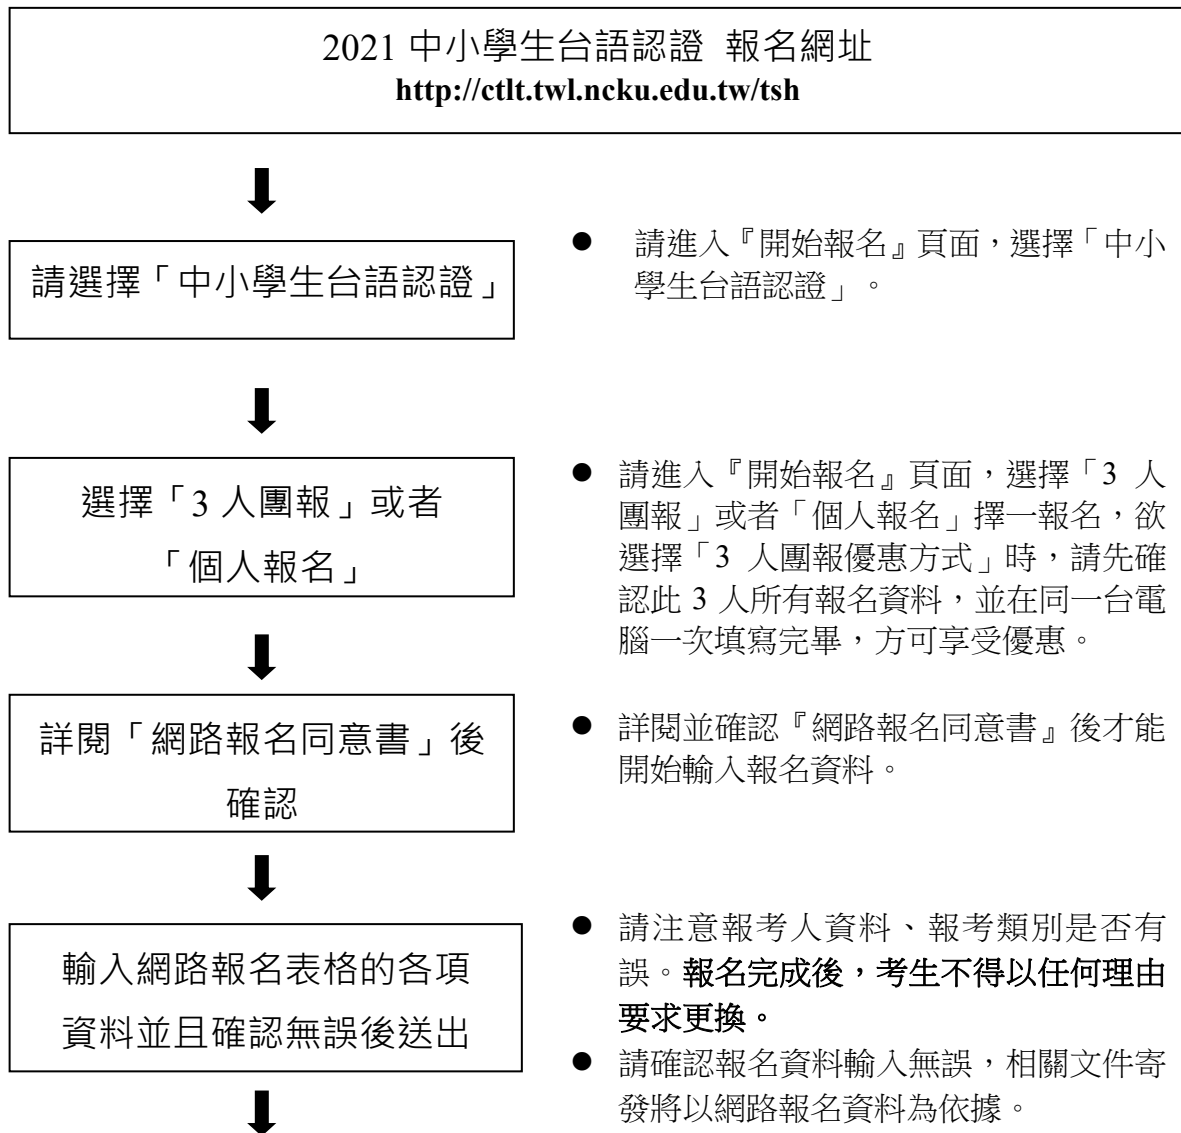 2021 中小學生台語認證 報名網址
http://ctlt.twl.ncku.edu.tw/tsh
請選擇「中小學生台語認證」
● 請進入『開始報名』頁面，選擇「中小
學生台語認證」。
選擇「3 人團報」或者
「個人報名」
● 請進入『開始報名』頁面，選擇「3 人
團報」或者「個人報名」擇一報名，欲
選擇「3 人團報優惠方式」時，請先確
認此 3 人所有報名資料，並在同一台電
腦一次填寫完畢，方可享受優惠。
詳閱「網路報名同意書」後
確認
● 詳閱並確認『網路報名同意書』後才能
開始輸入報名資料。
輸入網路報名表格的各項
資料並且確認無誤後送出
● 請注意報考人資料、報考類別是否有
誤。報名完成後，考生不得以任何理由
要求更換。
● 請確認報名資料輸入無誤，相關文件寄
發將以網路報名資料為依據。